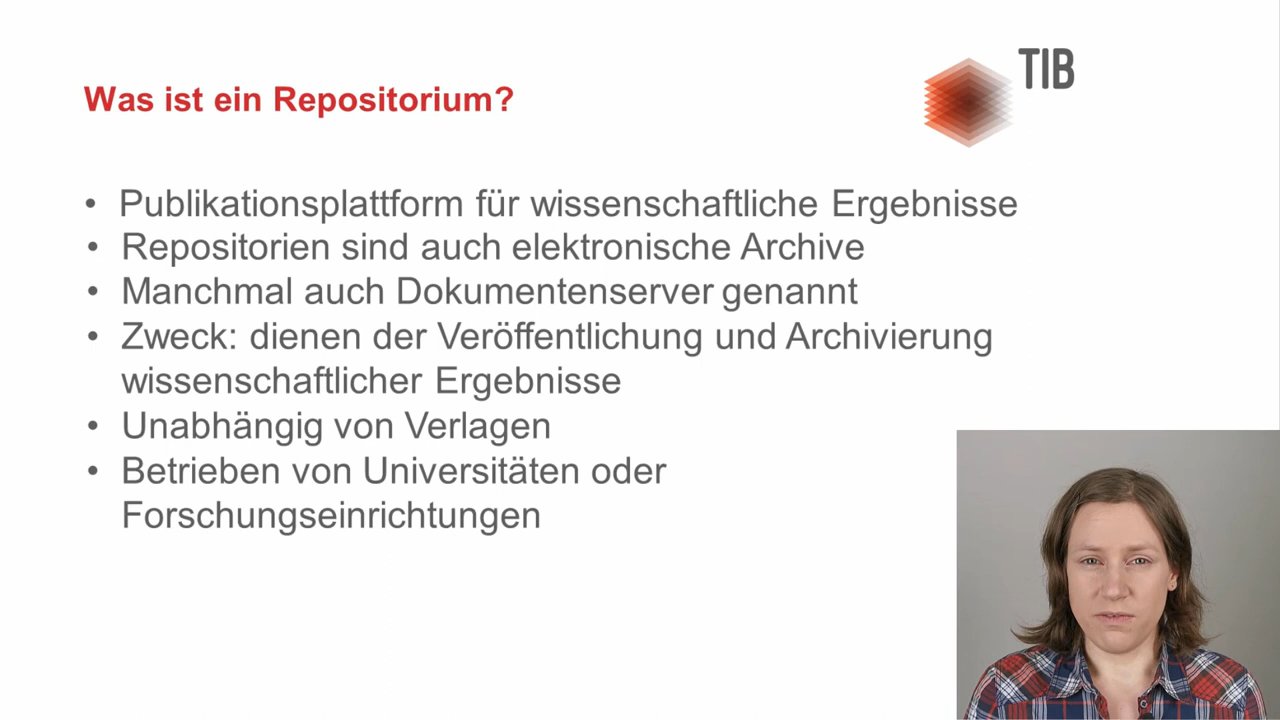 TIB
Was ist ein Repositorium?
• Publikationsplattform für wissenschaftliche Ergebnisse
• Repositorien sind auch elektronische Archive
• Manchmal auch Dokumentenserver genannt
• Zweck: dienen der Veröffentlichung und Archivierung
wissenschaftlicher Ergebnisse
• Unabhängig von Verlagen
• Betrieben von Universitäten oder
Forschungseinrichtungen